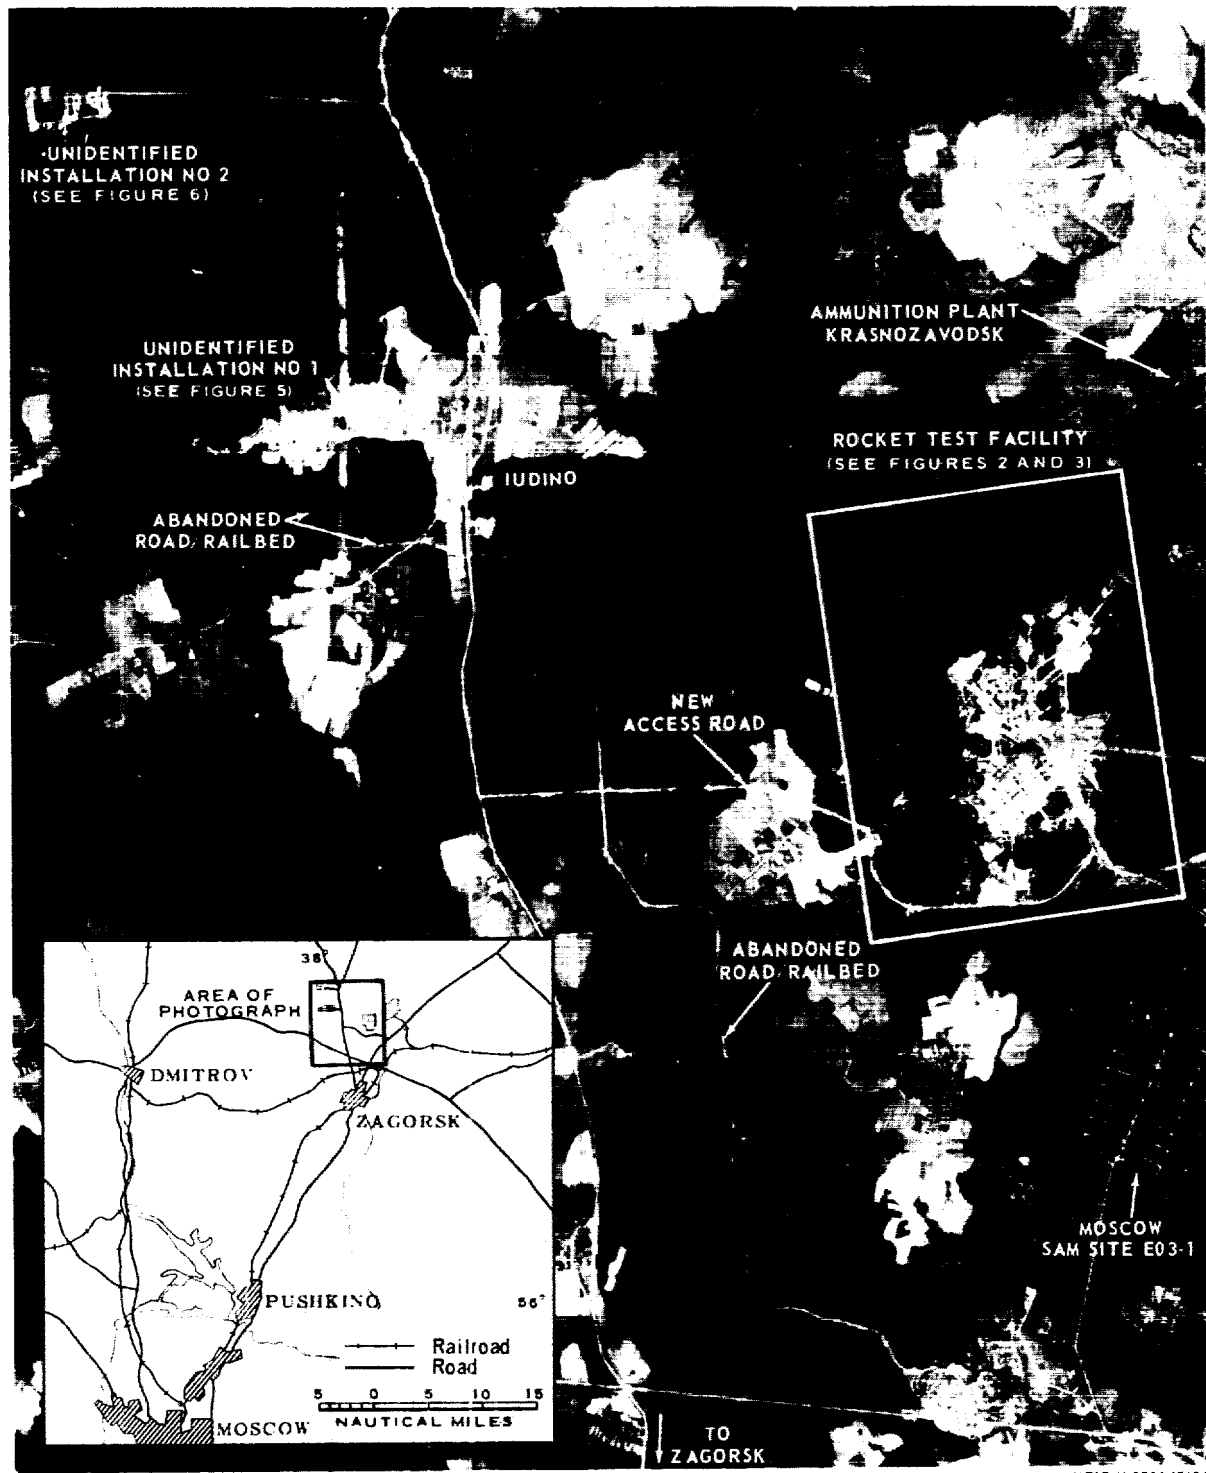 UNIDENTIFIED
INSTALLATION NO 2
(SEE FIGURE 6)
AMMUNITION PLANT
KRASNOZAVODSK
UNIDENTIFIED
INSTALLATION NO 1
(SEE FIGURE 5)
ROCKET TEST FACILITY
(SEE FIGURES 2 AND 3)
IUDINO
ABANDONED
ROAD/RAILBED
NEW
ACCESS ROAD
ABANDONED
ROAD/RAILBED
38°
AREA OF
PHOTOGRAPH
DMITROV
ZAGORSK
PUSHKINO
56°
Railroad
Road
5 0 5 10 15
NAUTICAL MILES
MOSCOW
MOSCOW
SAM SITE E03-1
TO
ZAGORSK